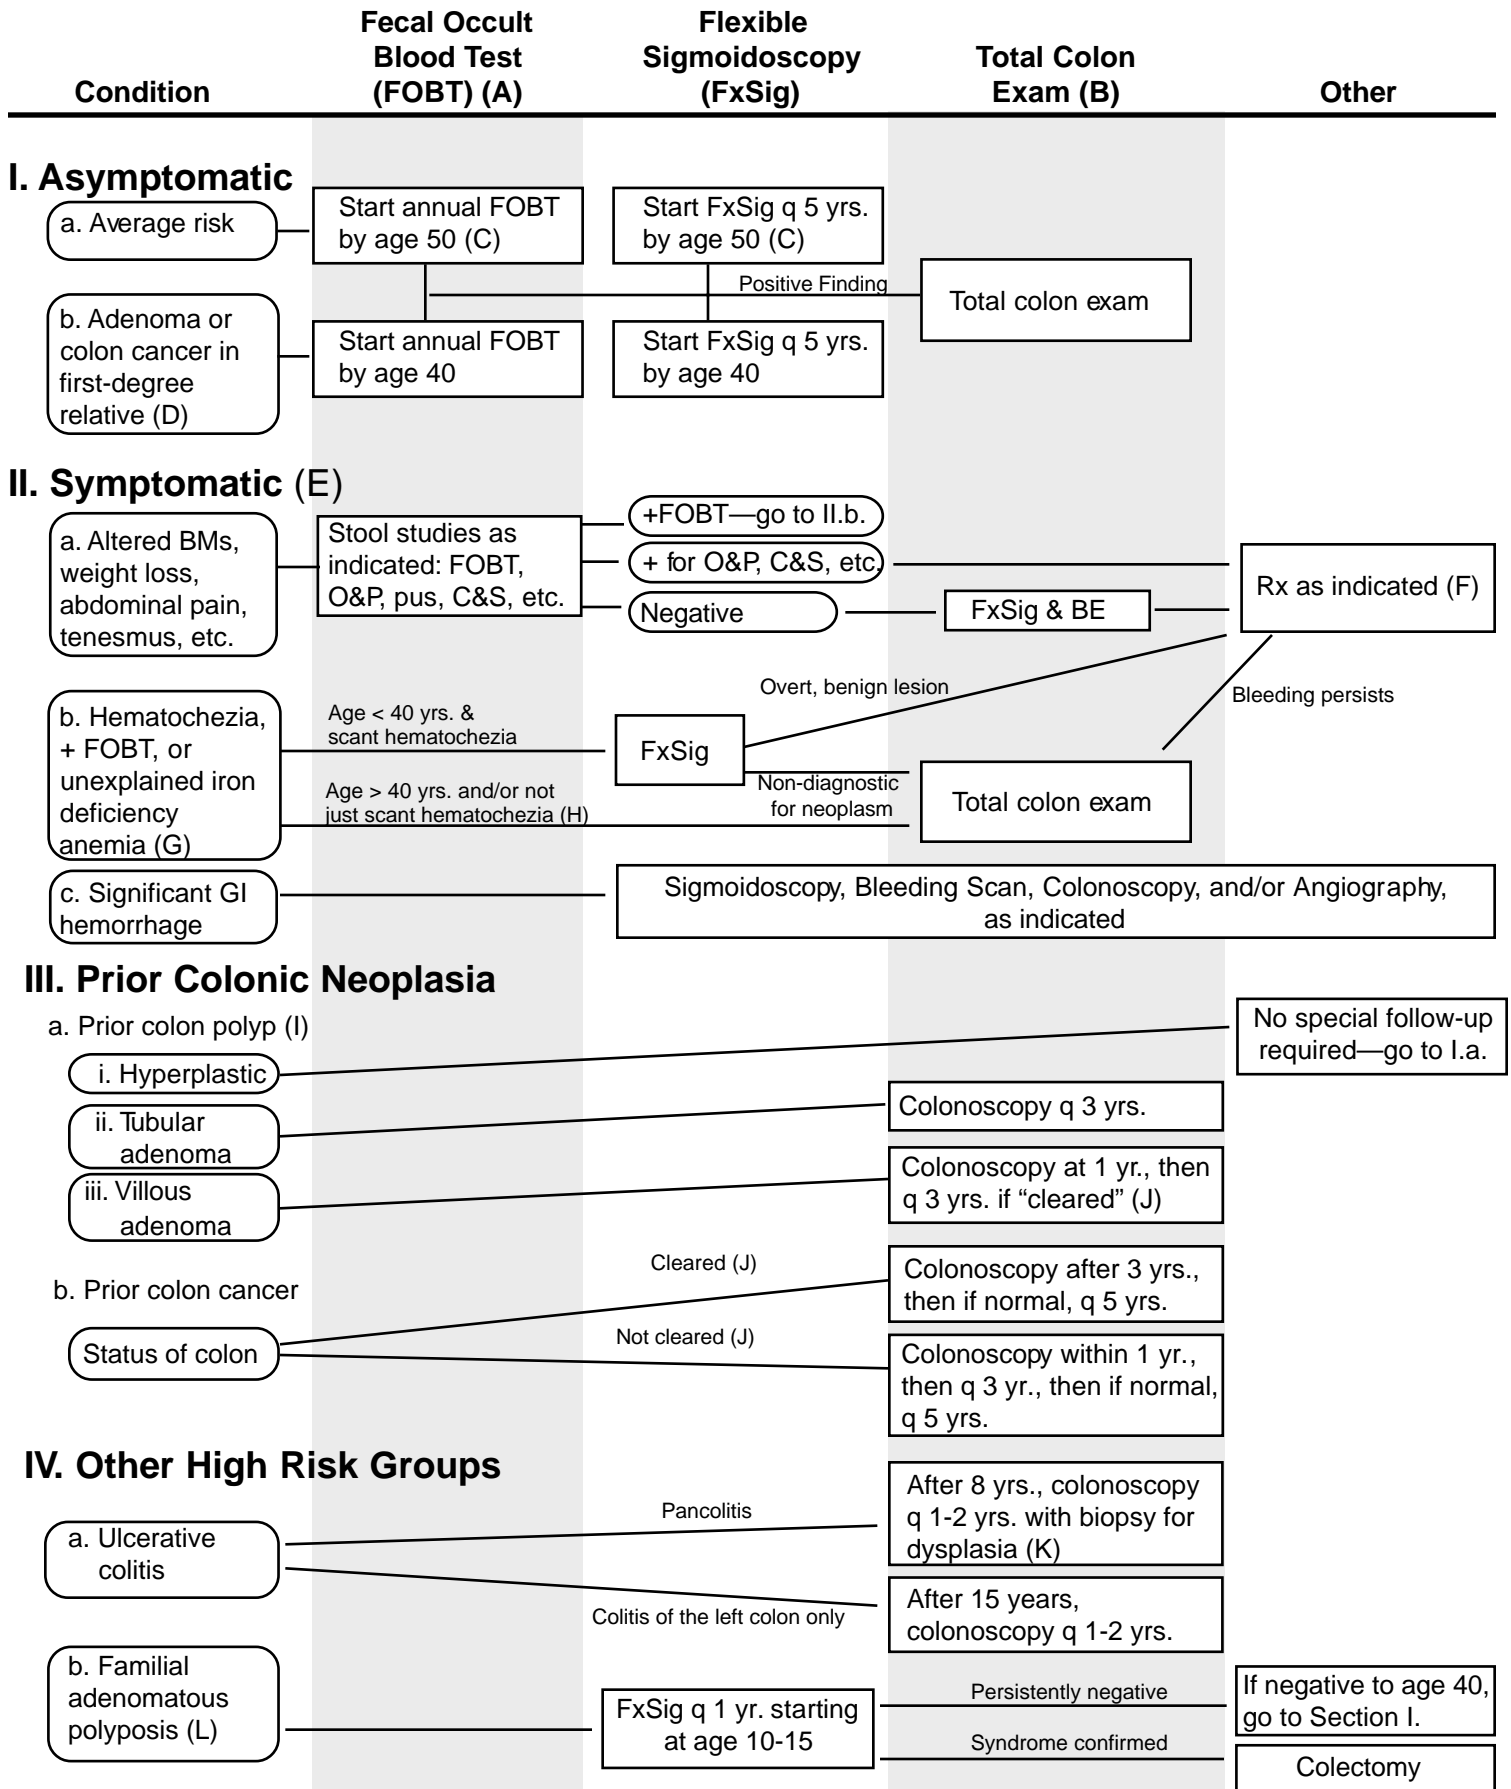 Condition
Fecal Occult
Blood Test
(FOBT) (A)
Flexible
Sigmoidoscopy
(FxSig)
Total Colon
Exam (B)
Other
I. Asymptomatic
a. Average risk
Start annual FOBT
by age 50 (C)
Start FxSig q 5 yrs.
by age 50 (C)
Positive Finding
Total colon exam
b. Adenoma or
colon cancer in
first-degree
relative (D)
Start annual FOBT
by age 40
Start FxSig q 5 yrs.
by age 40
II. Symptomatic (E)
a. Altered BMs,
weight loss,
abdominal pain,
tenesmus, etc.
Stool studies as
indicated: FOBT,
O&P, pus, C&S, etc.
+FOBT—go to II.b.
+ for O&P, C&S, etc.
Negative
FxSig & BE
Rx as indicated (F)
Overt, benign lesion
Bleeding persists
b. Hematochezia,
+ FOBT, or
unexplained iron
deficiency
anemia (G)
Age < 40 yrs. &
scant hematochezia
FxSig
Age > 40 yrs. and/or not
just scant hematochezia (H)
Non-diagnostic
for neoplasm
Total colon exam
c. Significant GI
hemorrhage
Sigmoidoscopy, Bleeding Scan, Colonoscopy, and/or Angiography,
as indicated
III. Prior Colonic Neoplasia
a. Prior colon polyp (I)
i. Hyperplastic
No special follow-up
required—go to I.a.
ii. Tubular
adenoma
Colonoscopy q 3 yrs.
iii. Villous
adenoma
Colonoscopy at 1 yr., then
q 3 yrs. if “cleared” (J)
b. Prior colon cancer
Status of colon
Cleared (J)
Colonoscopy after 3 yrs.,
then if normal, q 5 yrs.
Not cleared (J)
Colonoscopy within 1 yr.,
then q 3 yr., then if normal,
q 5 yrs.
IV. Other High Risk Groups
a. Ulcerative
colitis
Pancolitis
After 8 yrs., colonoscopy
q 1-2 yrs. with biopsy for
dysplasia (K)
Colitis of the left colon only
After 15 years,
colonoscopy q 1-2 yrs.
b. Familial
adenomatous
polyposis (L)
FxSig q 1 yr. starting
at age 10-15
Persistently negative
If negative to age 40,
go to Section I.
Syndrome confirmed
Colectomy